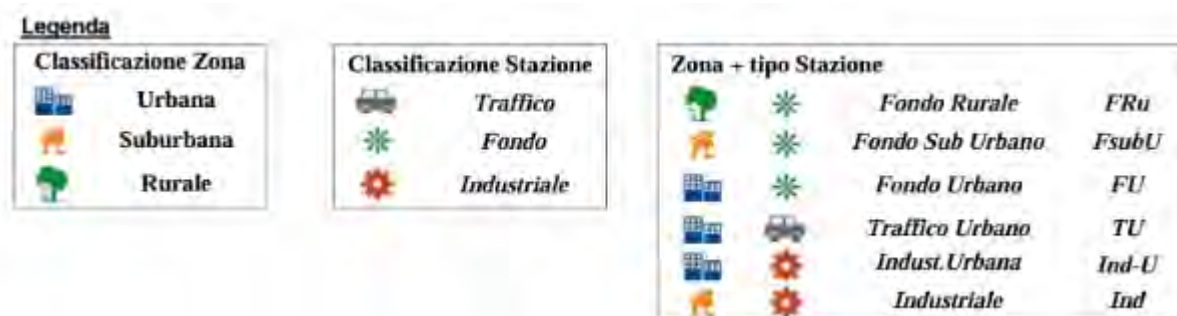 Legenda
Classificazione Zona
Urbana
Suburbana
Rurale
Classificazione Stazione
Traffico
Fondo
Industriale
Zona + tipo Stazione
Fondo Rurale FRu
Fondo Sub Urbano FsubU
Fondo Urbano FU
Traffico Urbano TU
Indust.Urbana Ind-U
Industriale Ind